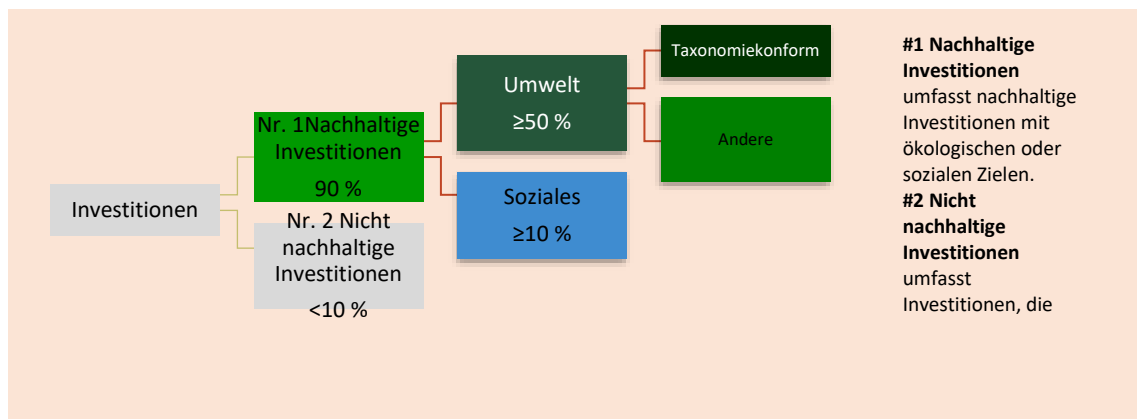 Investitionen
Nr. 1Nachhaltige
Investitionen
90 %
Nr. 2 Nicht
nachhaltige
Investitionen
<10 %
Umwelt
≥50 %
Soziales
≥10 %
Taxonomiekonform
Andere
#1 Nachhaltige
Investitionen
umfasst nachhaltige
Investitionen mit
ökologischen oder
sozialen Zielen.
#2 Nicht
nachhaltige
Investitionen
umfasst
Investitionen, die